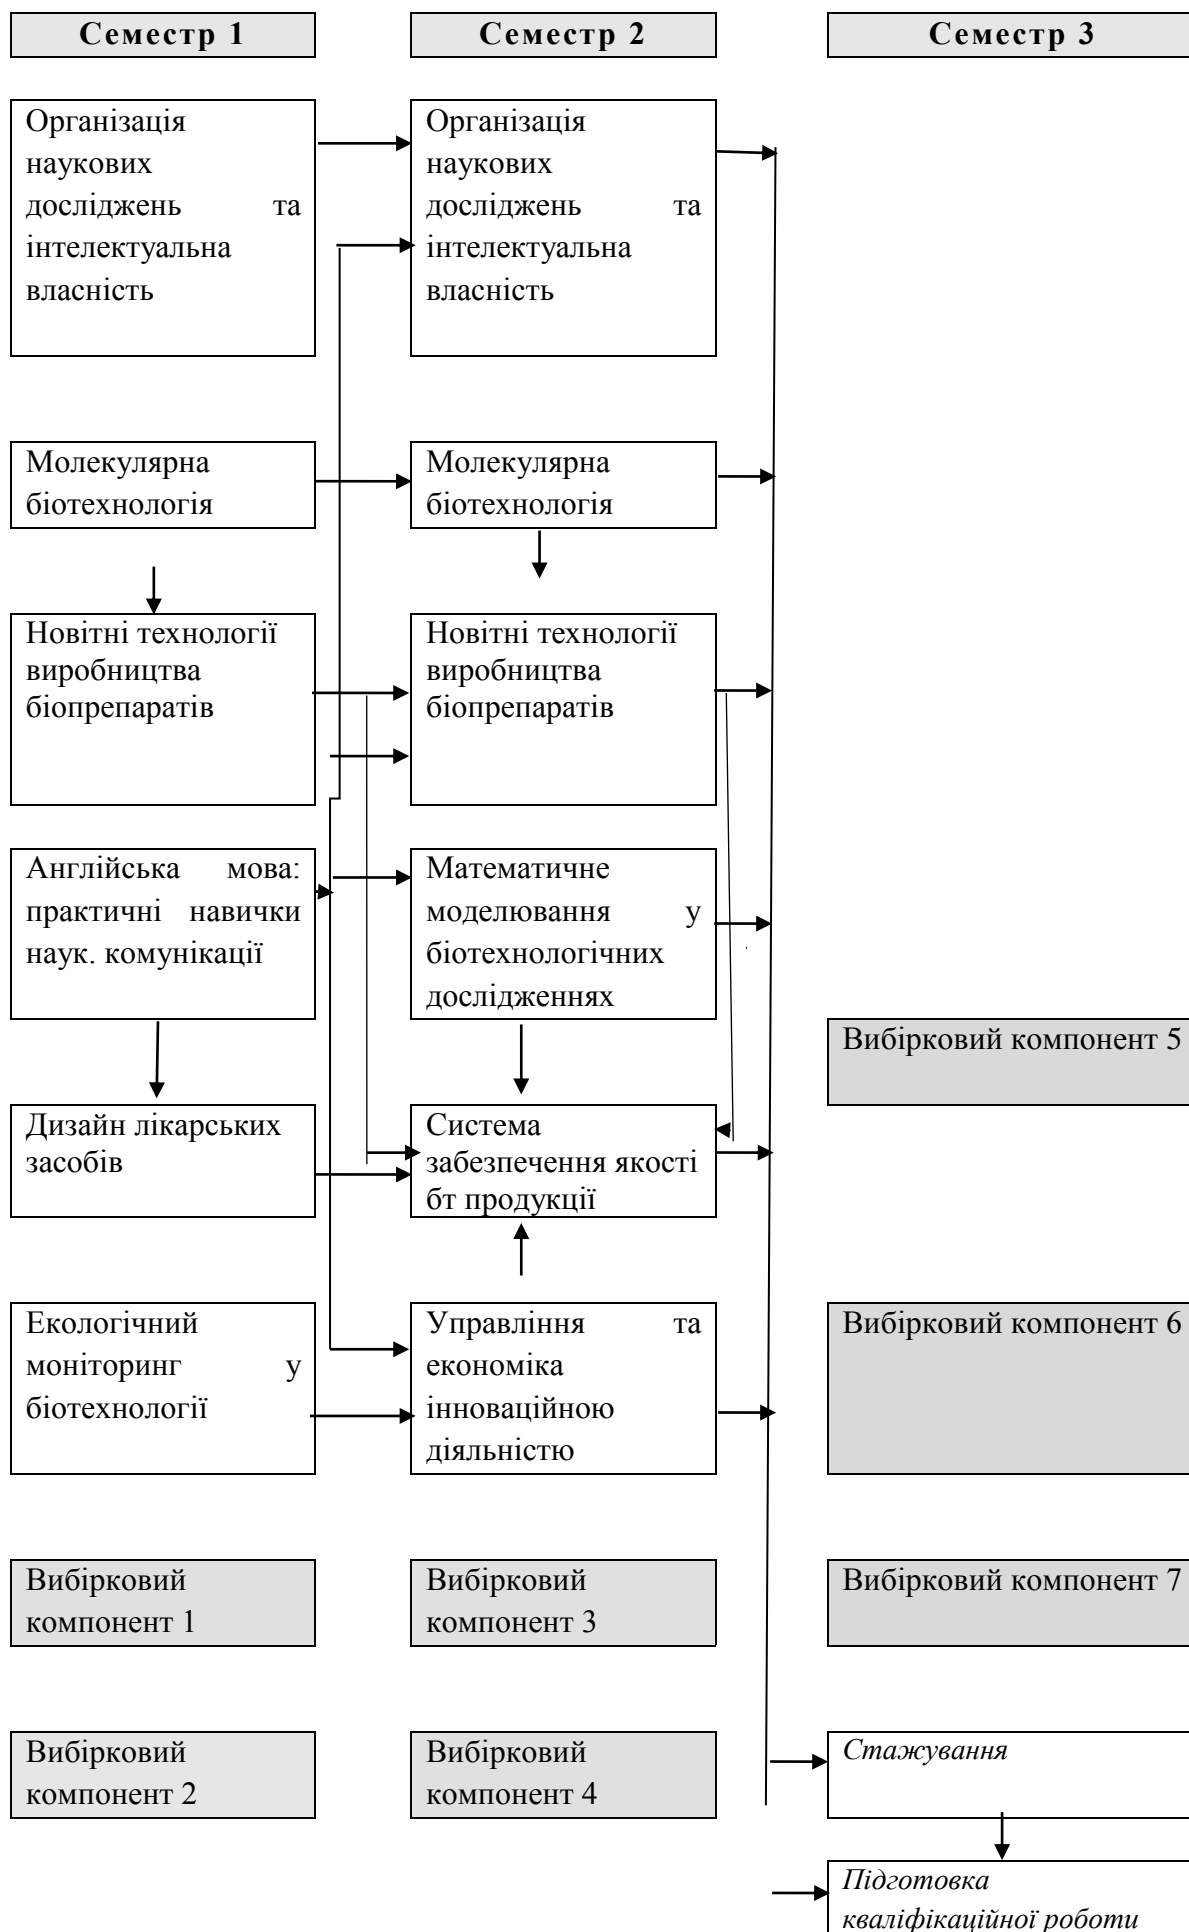 Семестр 1
Семестр 2
Семестр 3
Організація
наукових
досліджень та
інтелектуальна
власність
Організація
наукових
досліджень та
інтелектуальна
власність
Молекулярна
біотехнологія
Молекулярна
біотехнологія
Новітні технології
виробництва
біопрепаратів
Новітні технології
виробництва
біопрепаратів
Англійська мова:
практичні навички
наук. комунікації
Математичне
моделювання у
біотехнологічних
дослідженнях
Вибірковий компонент 5
Дизайн лікарських
засобів
Система
забезпечення якості
бт продукції
Екологічний
моніторинг у
біотехнології
Управління та
економіка
інноваційною
діяльністю
Вибірковий компонент 6
Вибірковий
компонент 1
Вибірковий
компонент 3
Вибірковий компонент 7
Вибірковий
компонент 2
Вибірковий
компонент 4
Стажування
Підготовка
кваліфікаційної роботи